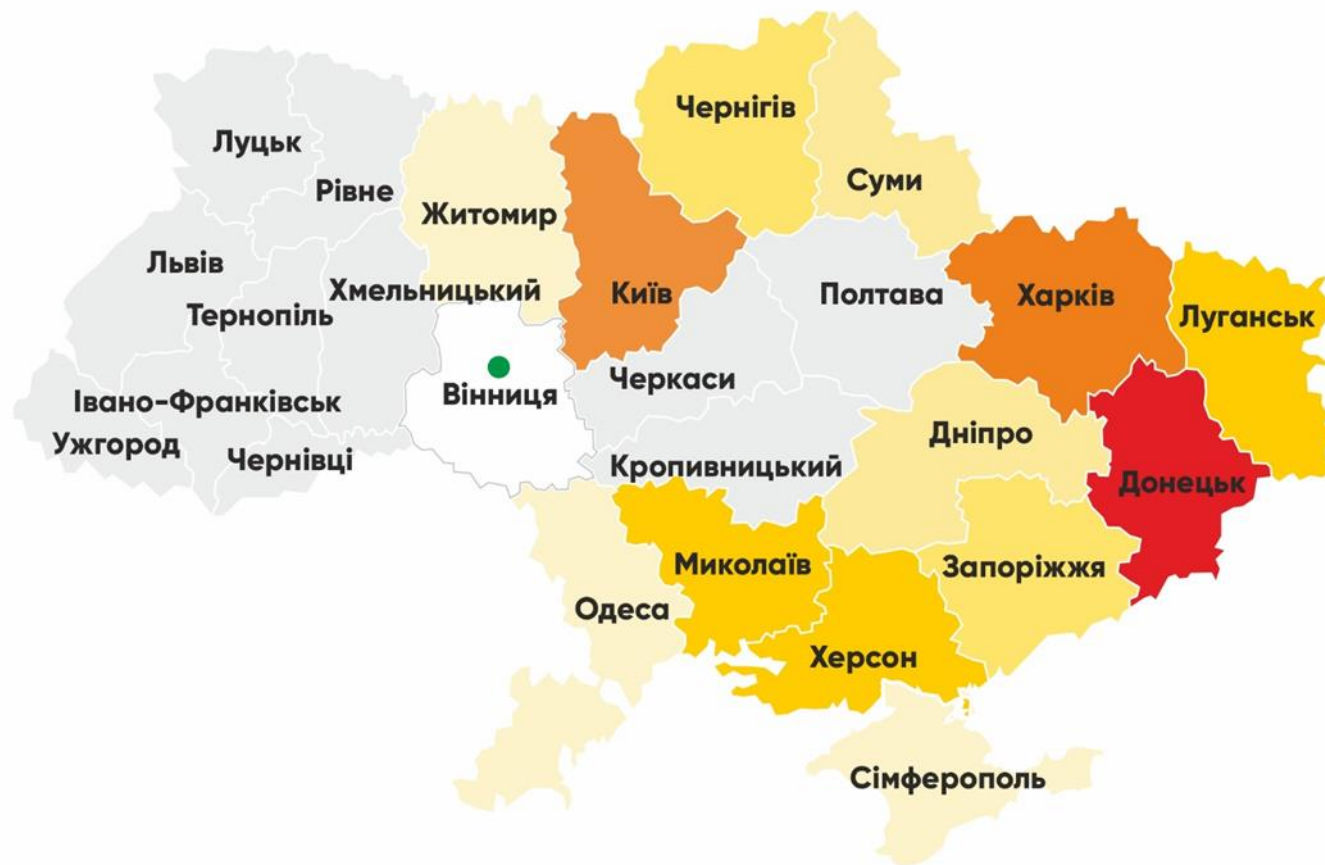 Чернігів
Луцьк
Суми
Рівне
Житомир
Львів
Хмельницький
Київ
Полтава
Харків
Тернопіль
Луганськ
Черкаси
Вінниця
Івано-Франківськ
Ужгород
Чернівці
Дніпро
Кропивницький
Донецьк
Миколаїв
Запоріжжя
Одеса
Херсон
Сімферополь